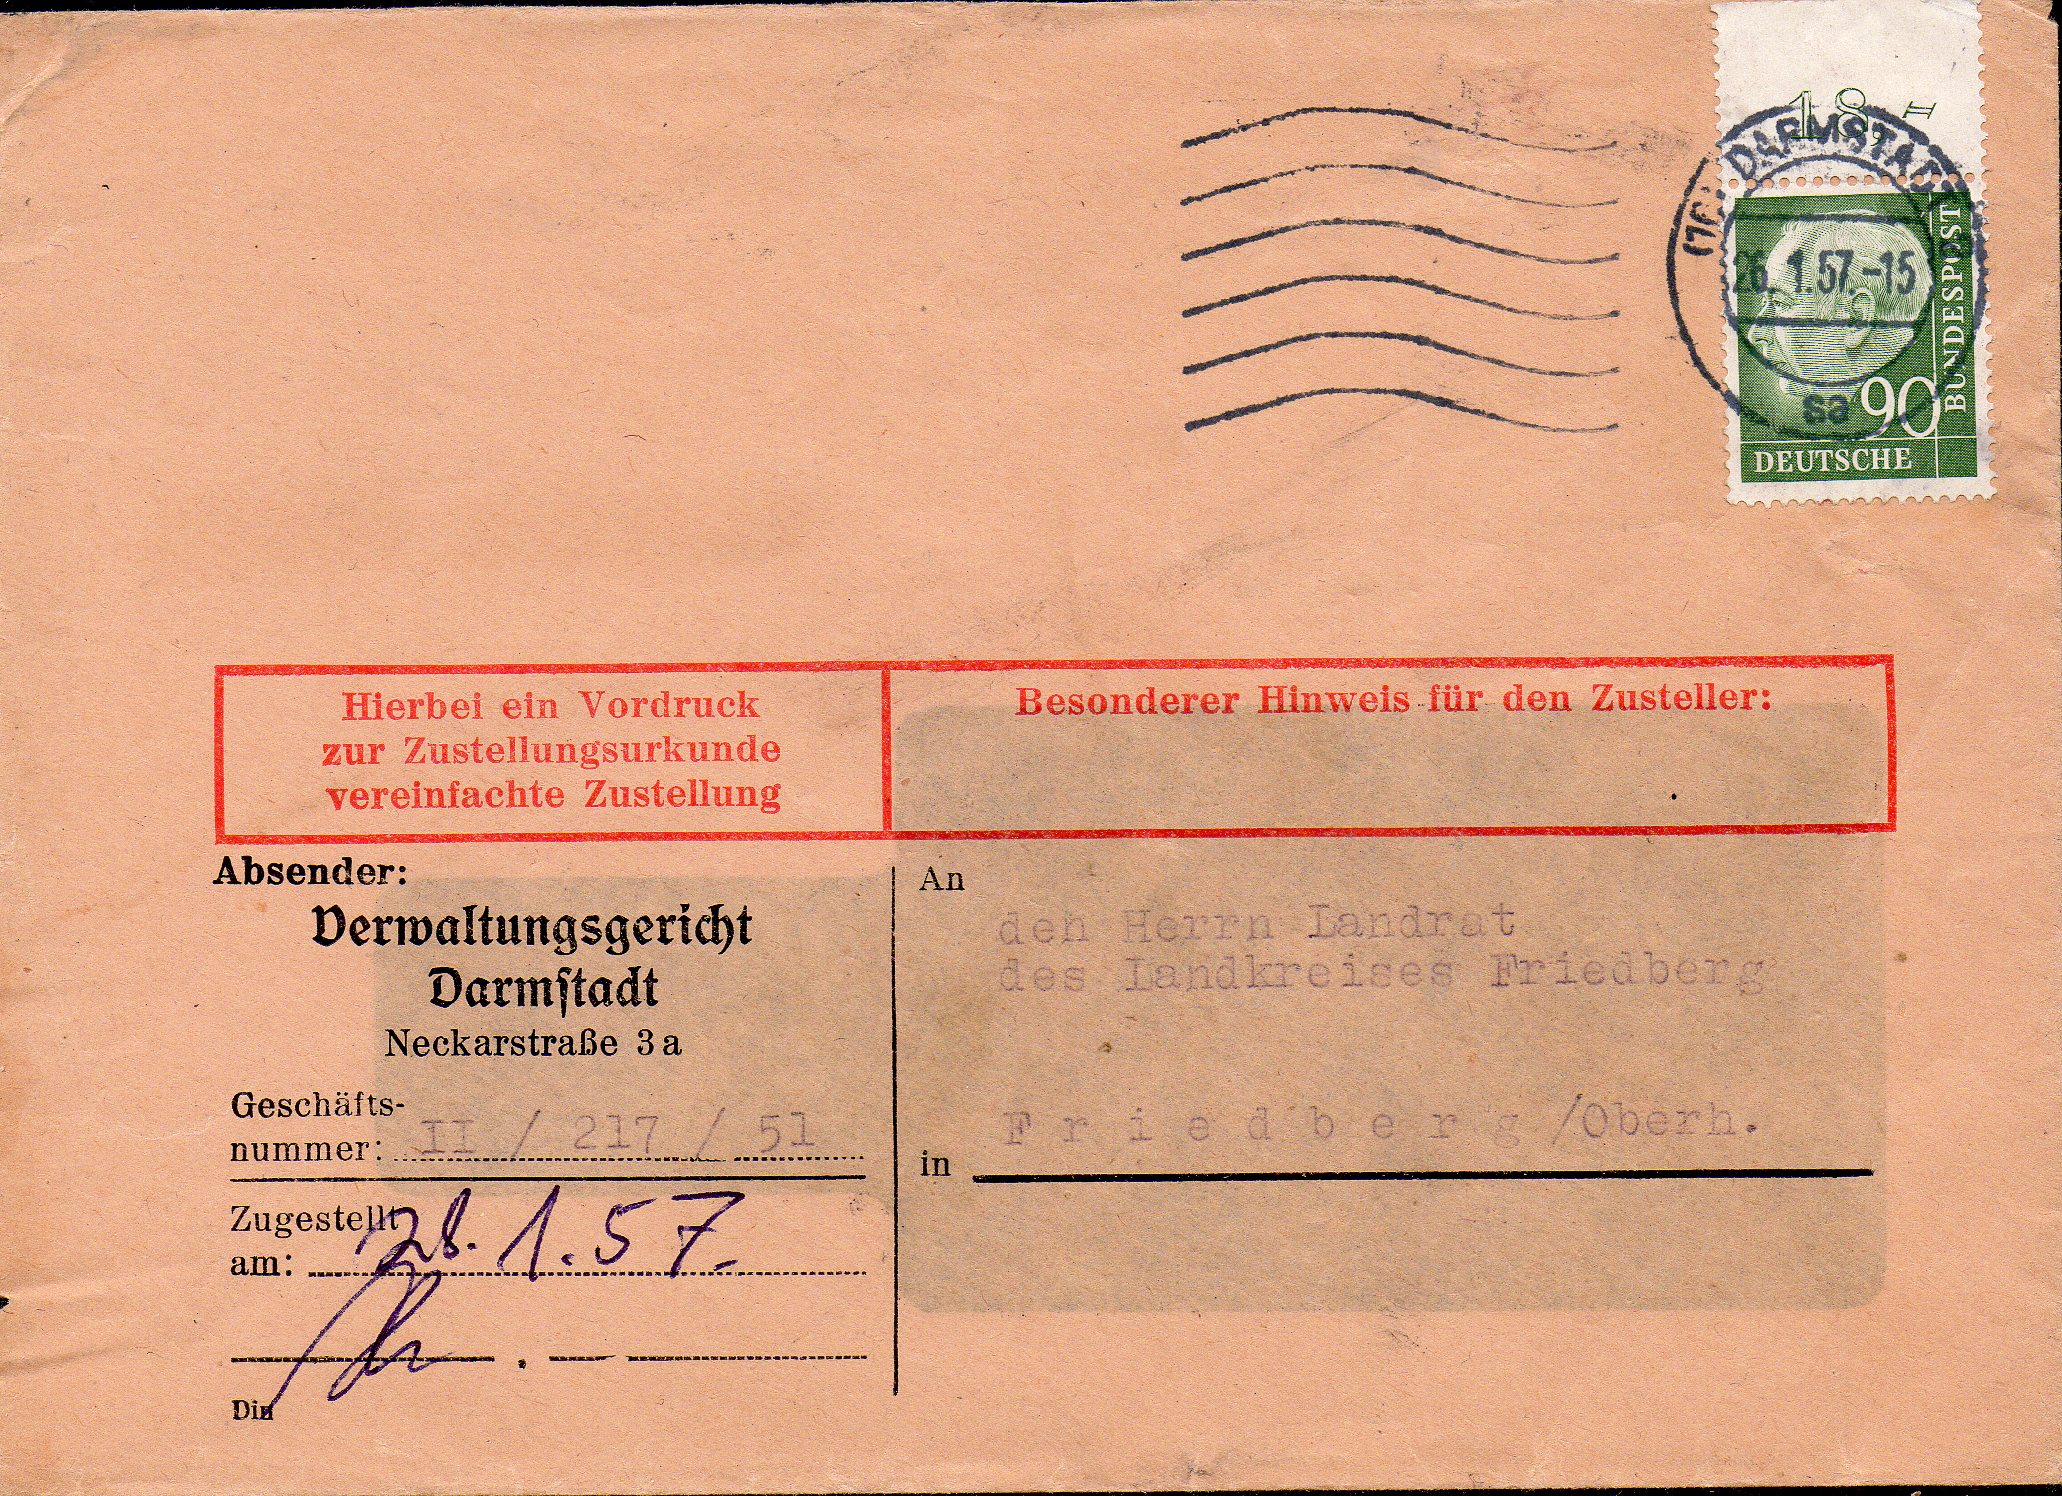 18, H
DARMSTADT
26. 1.57.-15
sa
90
BUNDESPOST
DEUTSCHE
Hierbei ein Vordruck
zur Zustellungsurkunde
vereinfachte Zustellung
Besonderer Hinweis für den Zusteller:
Absender:
Verwaltungsgericht
Darmstadt
Neckarstraße 3a
Geschäfts-
nummer: II / 217 / 51
Zugestellt
am: 28.1.57.
Din
An
den Herrn Landrat
des Landkreises Friedberg
in Friedberg/Oberh.